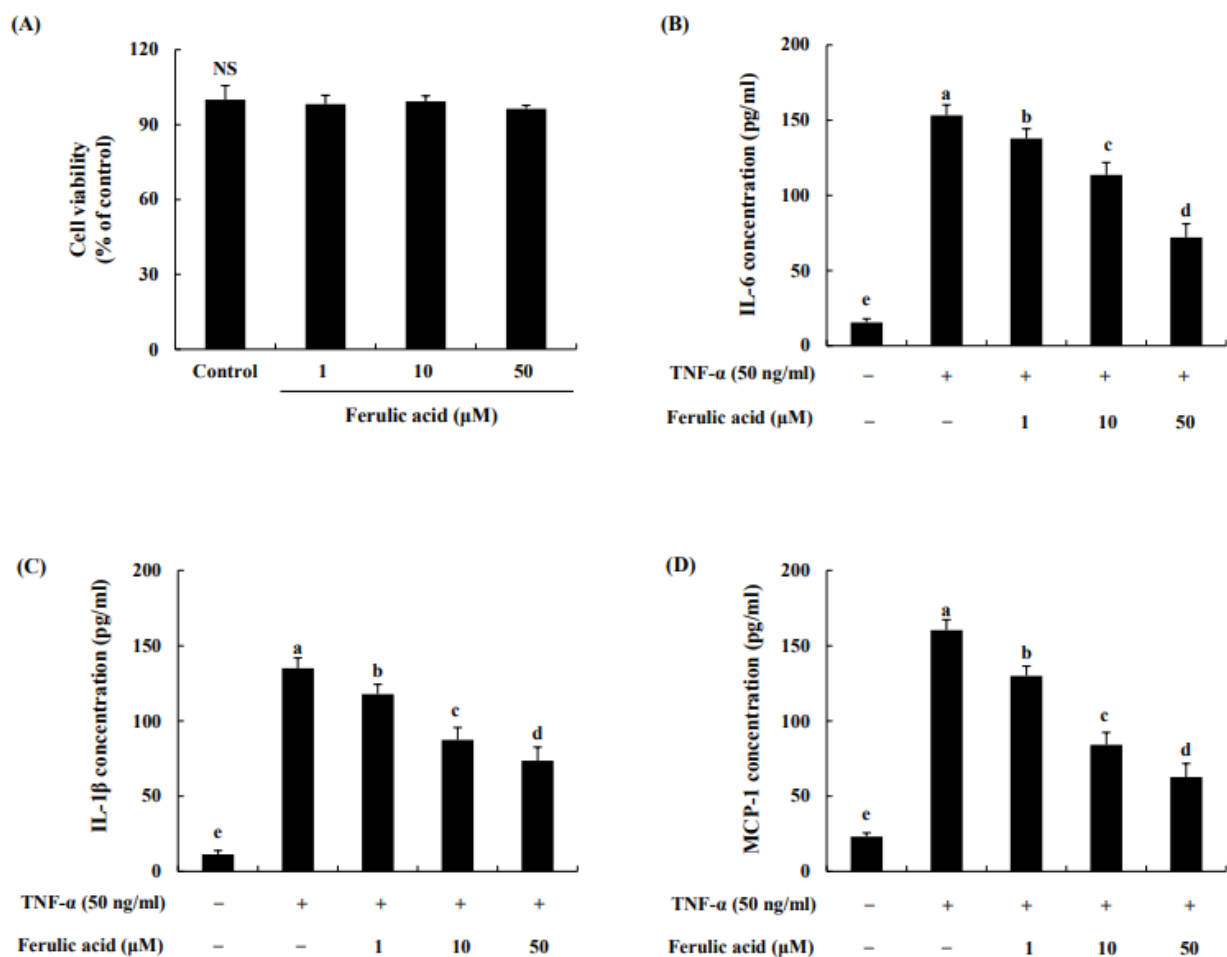 (A)
Cell viability
(% of control)
120
90
60
30
0
NS
Control 1 10 50
Ferulic acid (μM)
(B)
IL-6 concentration (pg/ml)
200
150
100
50
0
e a b c d
TNF-α (50 ng/ml) – + + + +
Ferulic acid (μM) – – 1 10 50
(C)
IL-1β concentration (pg/ml)
200
150
100
50
0
e a b c d
TNF-α (50 ng/ml) – + + + +
Ferulic acid (μM) – – 1 10 50
(D)
MCP-1 concentration (pg/ml)
200
150
100
50
0
e a b c d
TNF-α (50 ng/ml) – + + + +
Ferulic acid (μM) – – 1 10 50